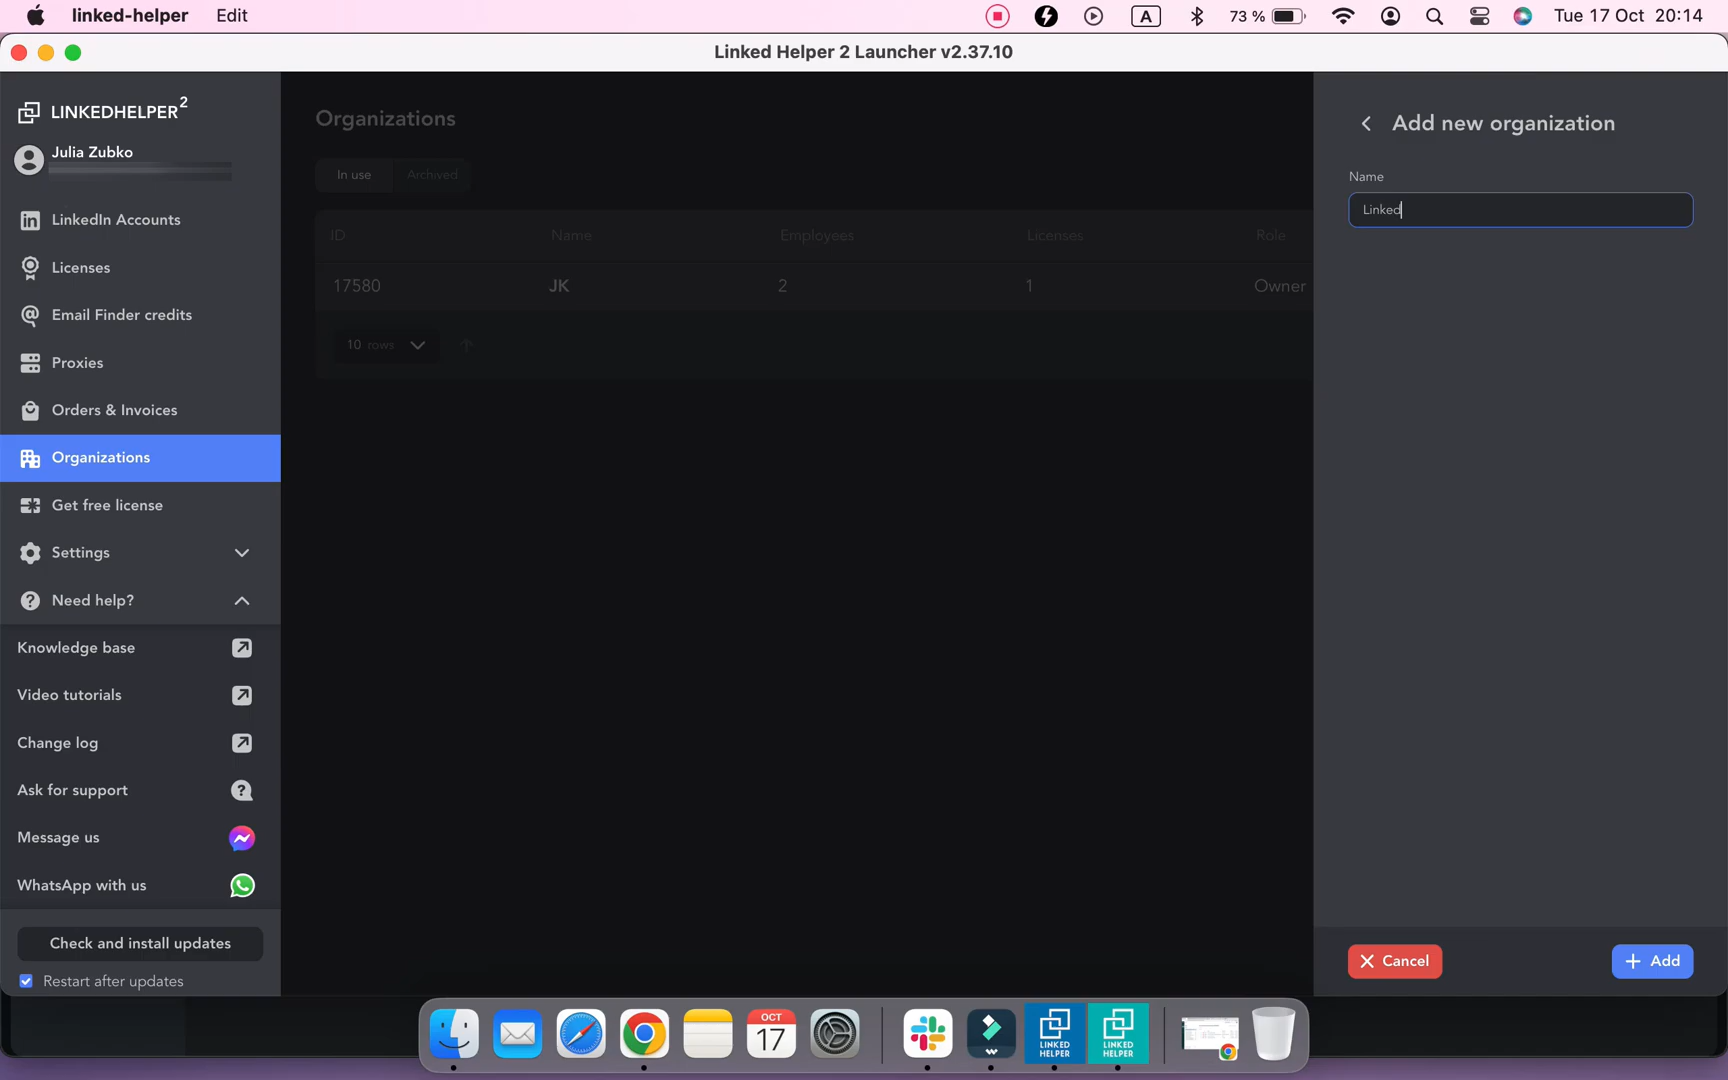 linked-helper Edit
A 73 % Tue 17 Oct 20:14
Linked Helper 2 Launcher v2.37.10
LINKEDHELPER2
Julia Zubko
LinkedIn Accounts
Licenses
Email Finder credits
Proxies
Orders & Invoices
Organizations
Get free license
Settings
Need help?
Knowledge base
Video tutorials
Change log
Ask for support
Message us
WhatsApp with us
Check and install updates
Restart after updates
Organizations
In use Archived
ID Name Employees Licenses Role
17580 JK 2 1 Owner
10 rows
Add new organization
Name
Linked
Cancel Add
OCT
17
LINKED
HELPER
LINKED
HELPER